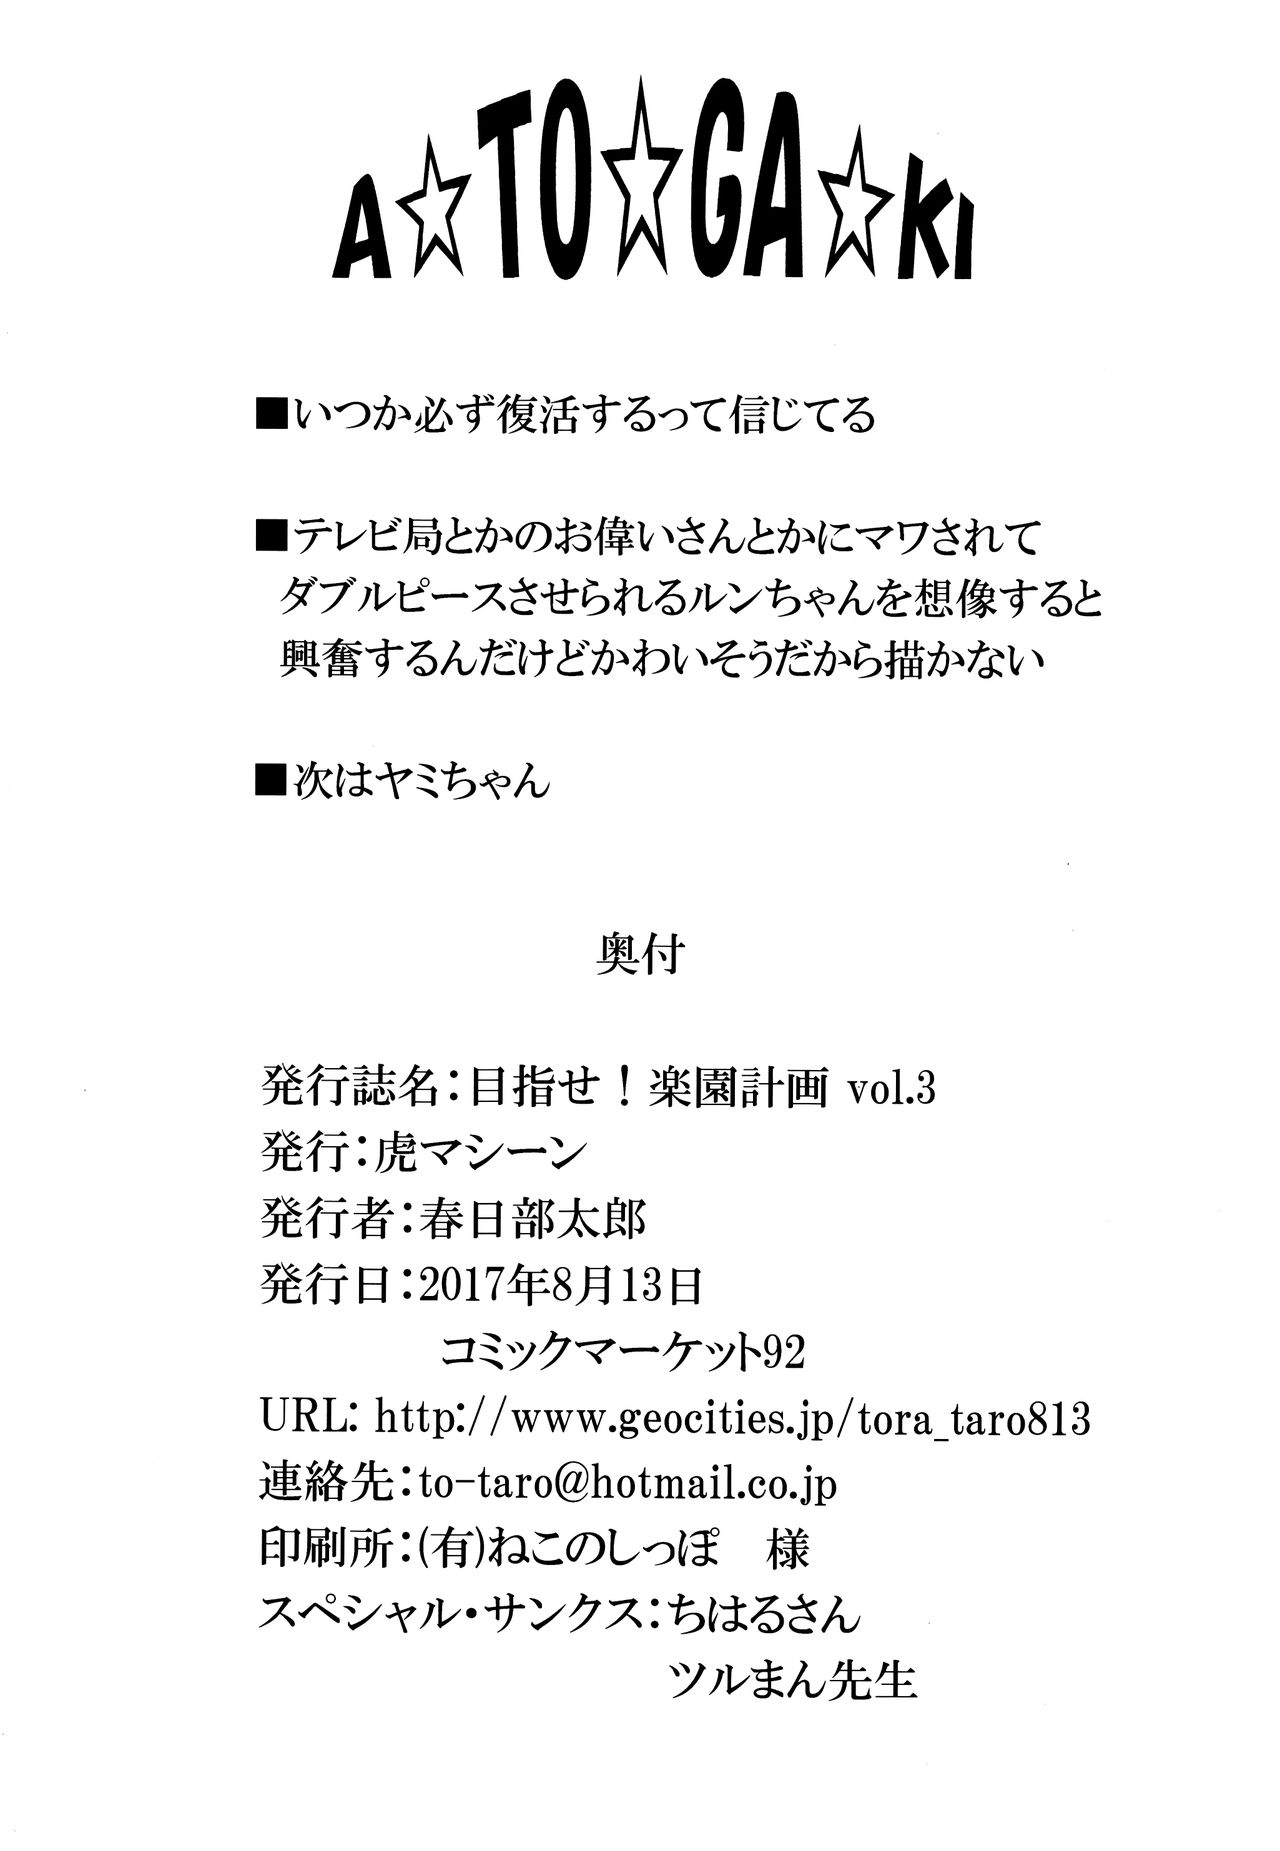 A☆TO☆GA☆KI
■いつか必ず復活するって信じてる
■テレビ局とかのお偉いさんとかにマワされて
ダブルピースさせられるルンちゃんを想像すると
興奮するんだけどかわいそうだから描かない
■次はヤミちゃん
奥付
発行誌名：目指せ！楽園計画 vol.3
発行：虎マシーン
発行者：春日部太郎
発行日：2017年8月13日
コミックマーケット92
URL: http://www.geocities.jp/tora_taro813
連絡先：to-taro@hotmail.co.jp
印刷所：(有)ねこのしっぽ　様
スペシャル・サンクス：ちはるさん
ツルまん先生